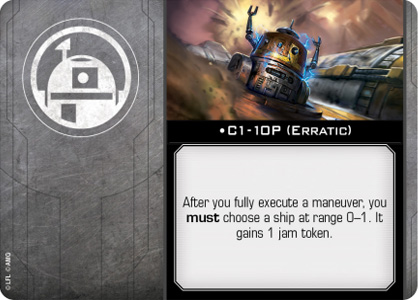 •C1-10P (Erratic)
After you fully execute a maneuver, you
must choose a ship at range 0–1. It
gains 1 jam token.
© LFL © AMG